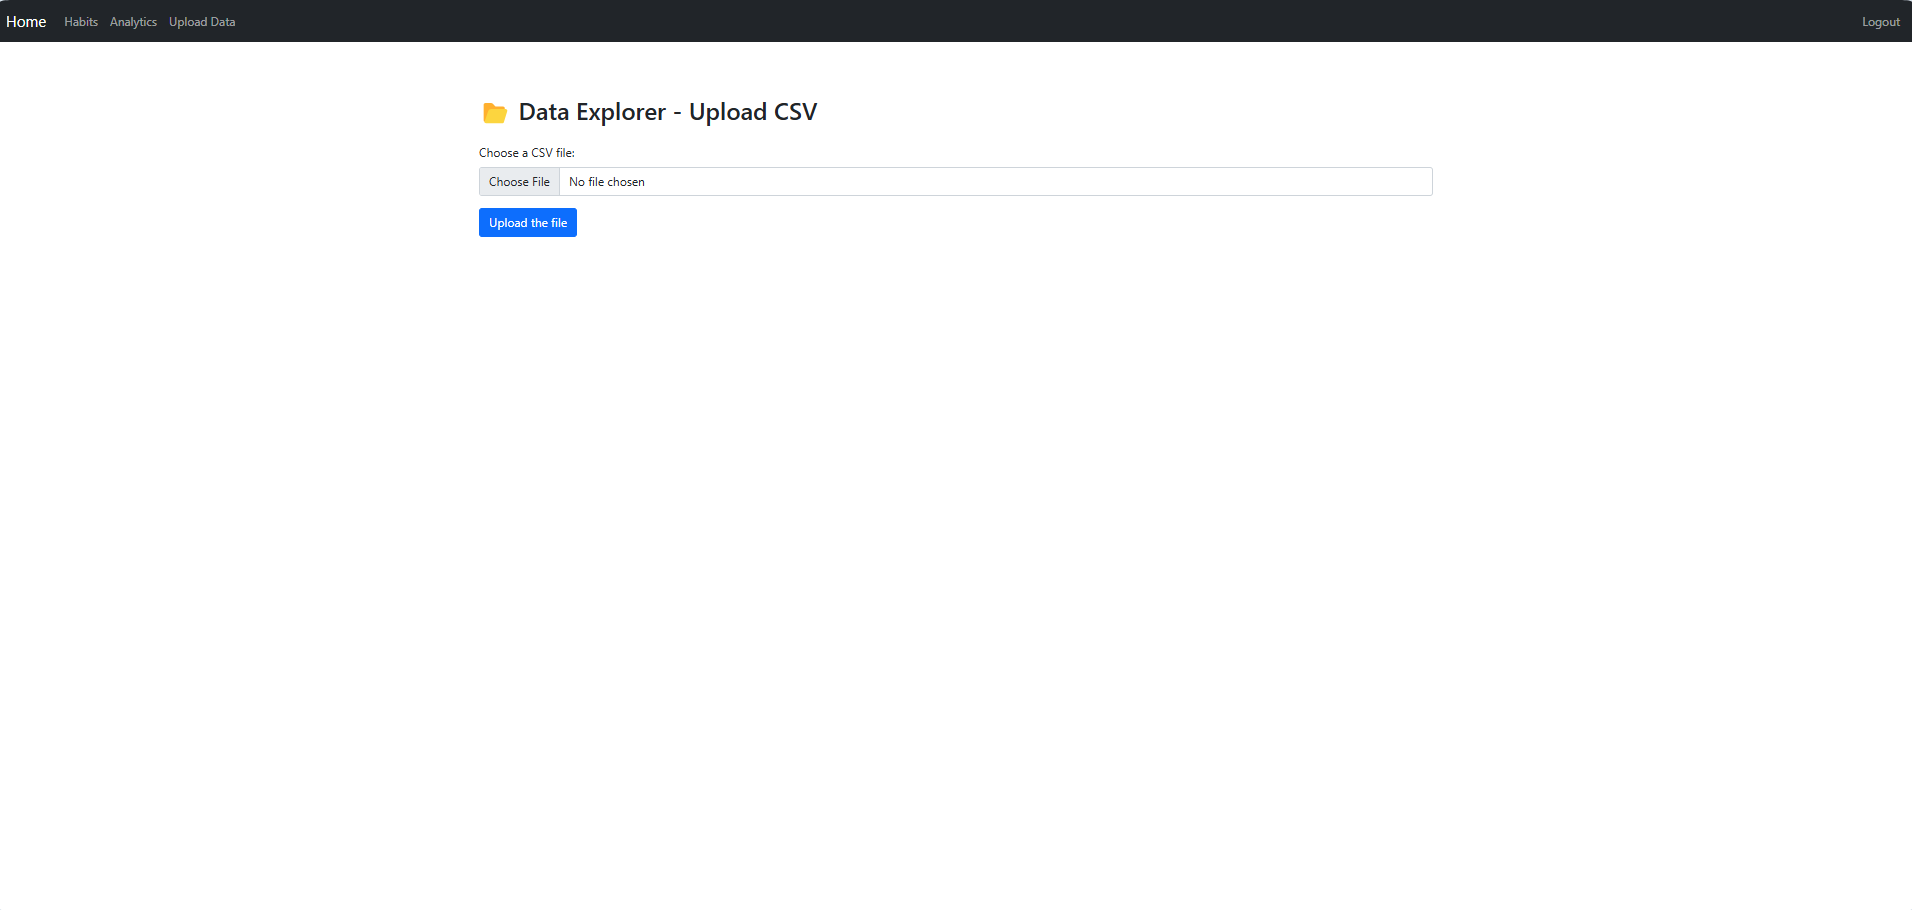 Home Habits Analytics Upload Data Logout
Data Explorer - Upload CSV
Choose a CSV file:
Choose File No file chosen
Upload the file